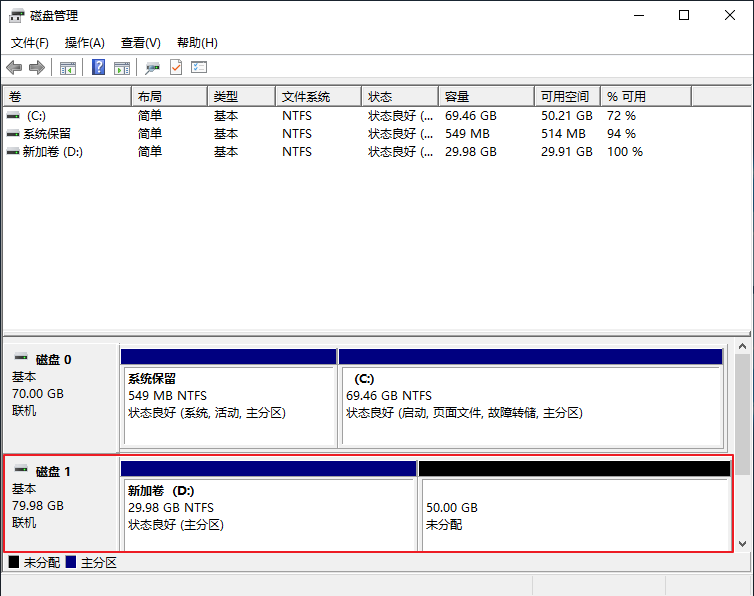 磁盘管理
文件(F) 操作(A) 查看(V) 帮助(H)
卷 布局 类型 文件系统 状态 容量 可用空间 % 可用
(C:) 简单 基本 NTFS 状态良好 (... 69.46 GB 50.21 GB 72 %
系统保留 简单 基本 NTFS 状态良好 (... 549 MB 514 MB 94 %
新加卷 (D:) 简单 基本 NTFS 状态良好 (... 29.98 GB 29.91 GB 100 %
磁盘 0
基本
70.00 GB
联机
系统保留
549 MB NTFS
状态良好 (系统, 活动, 主分区)
(C:)
69.46 GB NTFS
状态良好 (启动, 页面文件, 故障转储, 主分区)
磁盘 1
基本
79.98 GB
联机
新加卷 (D:)
29.98 GB NTFS
状态良好 (主分区)
50.00 GB
未分配
未分配 主分区